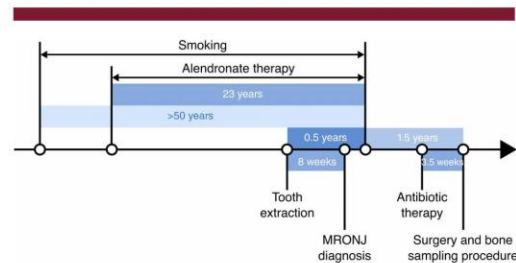 Smoking
Alendronate therapy
23 years
>50 years
0.5 years
1.5 years
8 weeks
3.5 weeks
Tooth
extraction
Antibiotic
therapy
MRONJ
diagnosis
Surgery and bone
sampling procedure